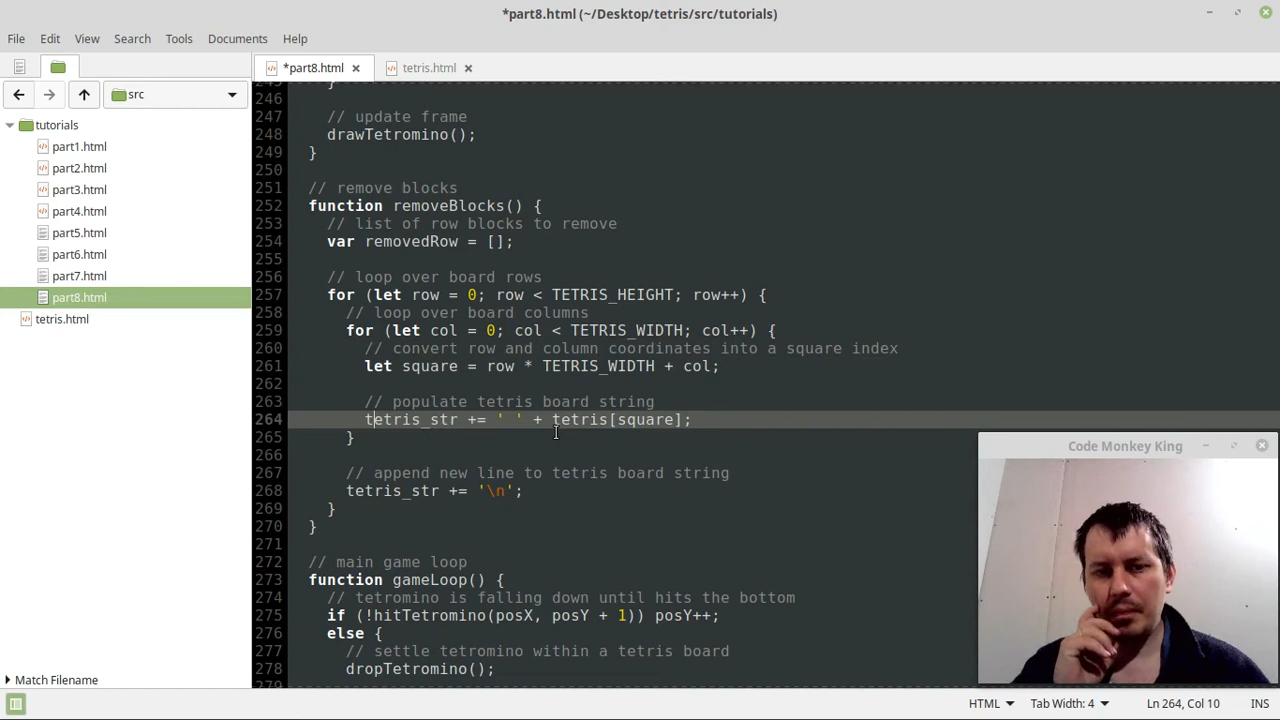 *part8.html (~/Desktop/tetris/src/tutorials)
File Edit View Search Tools Documents Help
*part8.html tetris.html
src
tutorials
part1.html
part2.html
part3.html
part4.html
part5.html
part6.html
part7.html
part8.html
tetris.html
Match Filename
245 }
246
247 // update frame
248 drawTetromino();
249 }
250
251 // remove blocks
252 function removeBlocks() {
253 // list of row blocks to remove
254 var removedRow = [];
255
256 // loop over board rows
257 for (let row = 0; row < TETRIS_HEIGHT; row++) {
258 // loop over board columns
259 for (let col = 0; col < TETRIS_WIDTH; col++) {
260 // convert row and column coordinates into a square index
261 let square = row * TETRIS_WIDTH + col;
262
263 // populate tetris board string
264 tetris_str += ' ' + tetris[square];
265 }
266
267 // append new line to tetris board string
268 tetris_str += '\n';
269 }
270 }
271
272 // main game loop
273 function gameLoop() {
274 // tetromino is falling down until hits the bottom
275 if (!hitTetromino(posX, posY + 1)) posY++;
276 else {
277 // settle tetromino within a tetris board
278 dropTetromino();
279
Code Monkey King
HTML Tab Width: 4 Ln 264, Col 10 INS